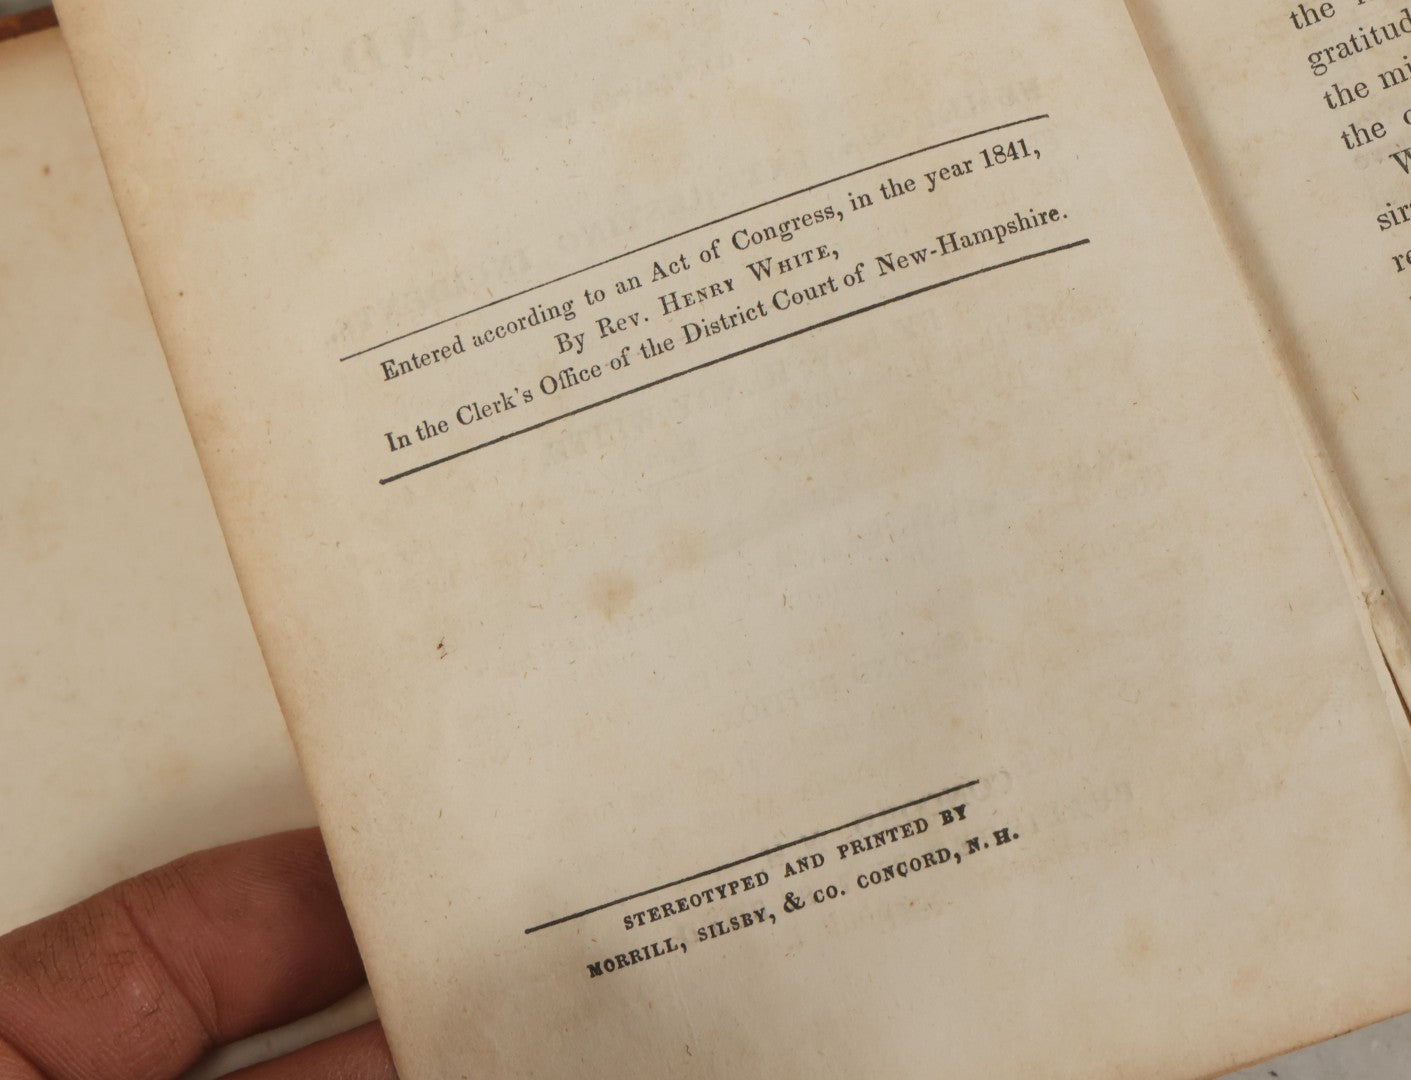 Entered according to an Act of Congress, in the year 1841,
By Rev. HENRY WHITE,
In the Clerk's Office of the District Court of New-Hampshire.
STEREOTYPED AND PRINTED BY
MORRILL, SILSBY, & CO. CONCORD, N. H.
the
gratitud
the mi
the